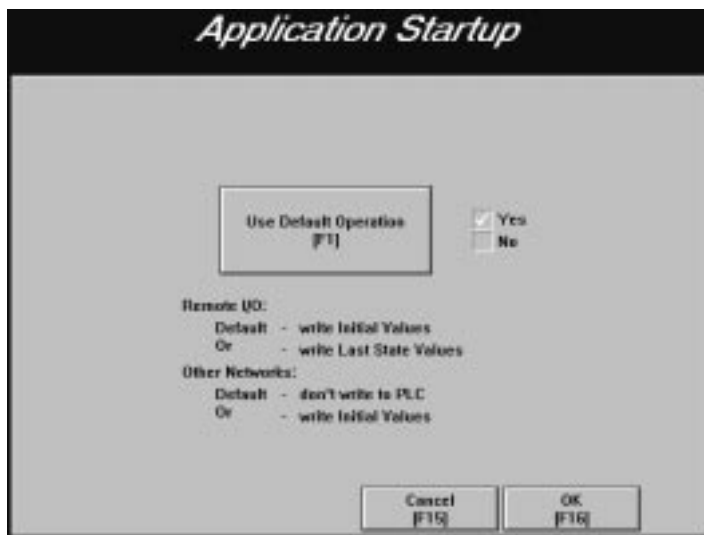 Application Startup
Use Default Operation
[F1]
Yes
No
Remote I/O:
Default - write Initial Values
Or - write Last State Values
Other Networks:
Default - don't write to PLC
Or - write Initial Values
Cancel
[F15]
OK
[F16]